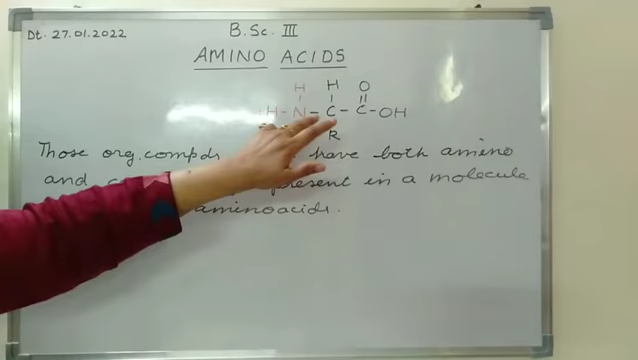 Dt. 27.01.2022
B.Sc. III
AMINO ACIDS
H H O
H - N - C - C - OH
R
Those org. compds have both amino
and present in a molecule
aminoacids.